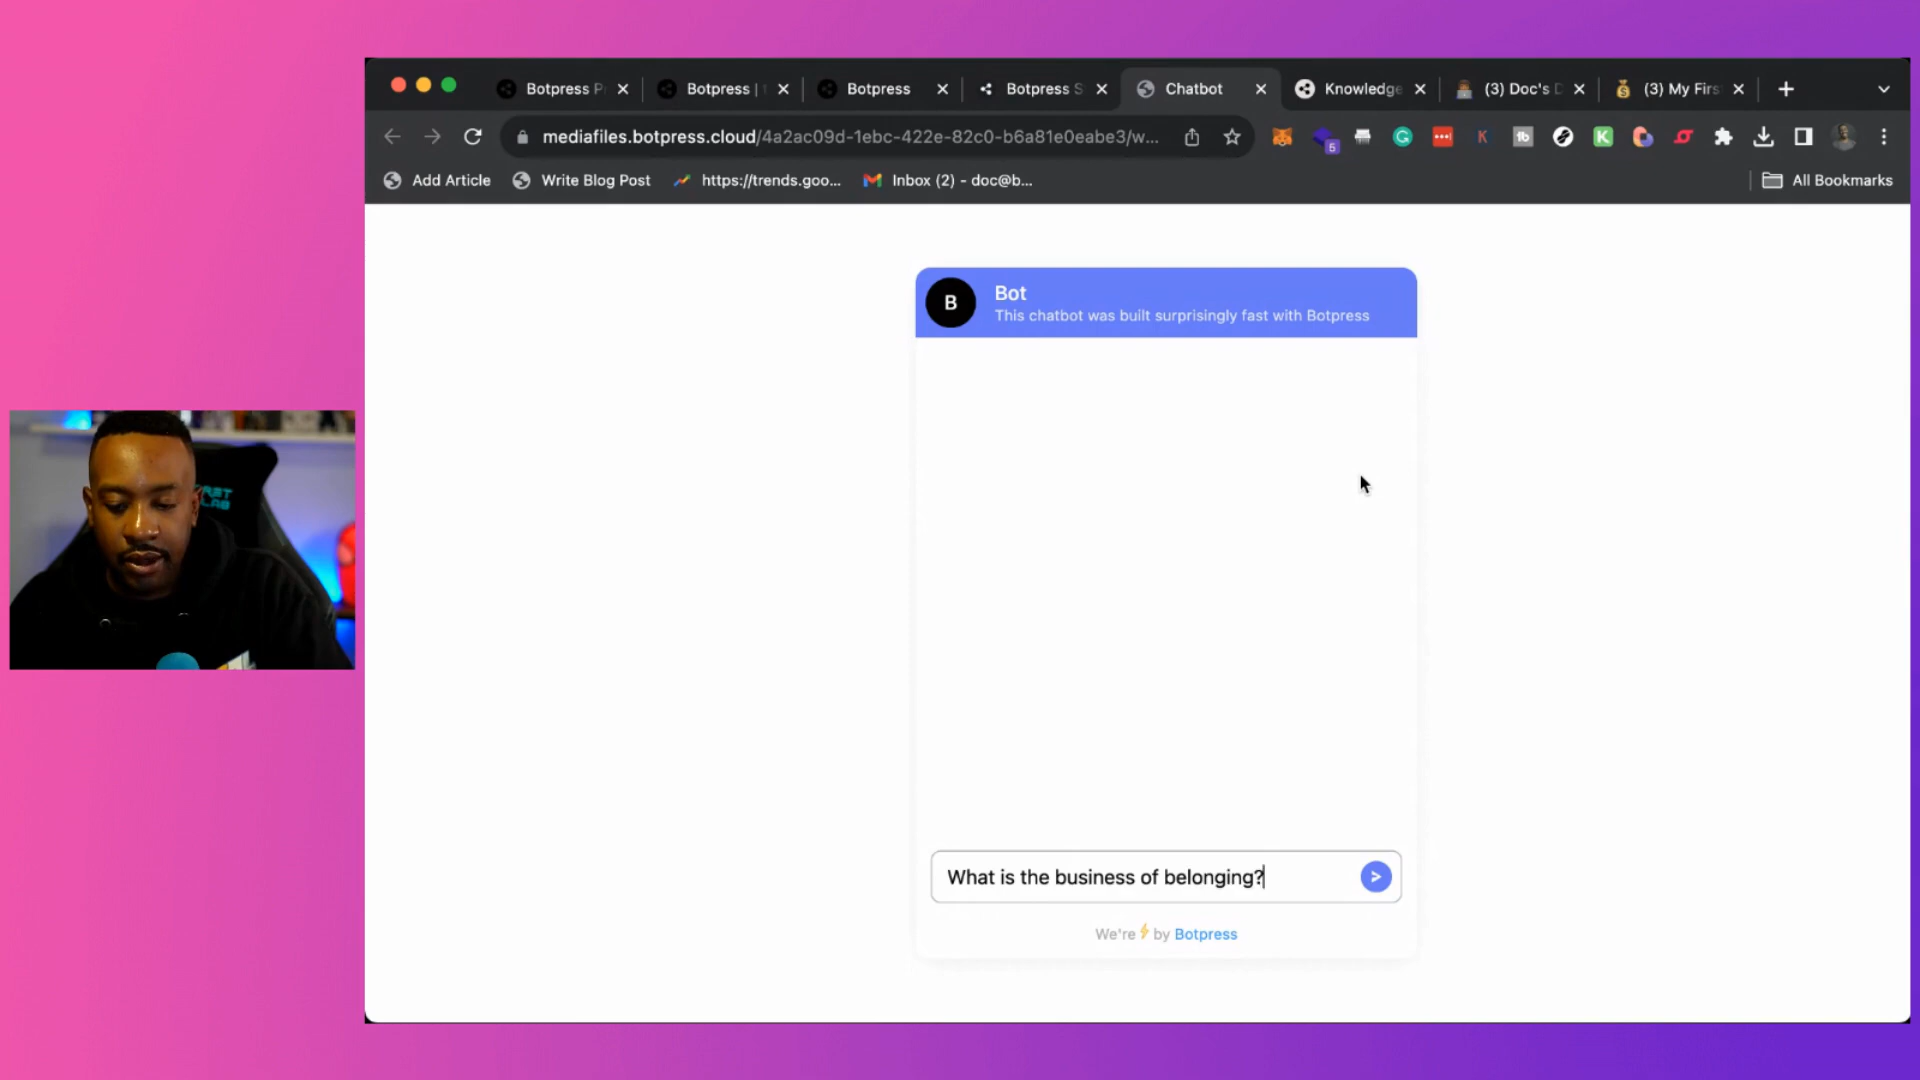 Botpress P
Botpress |
Botpress
Botpress S
Chatbot
Knowledge
(3) Doc's D
(3) My Firs
mediafiles.botpress.cloud/4a2ac09d-1ebc-422e-82c0-b6a81e0eabe3/w...
5
Add Article
Write Blog Post
https://trends.goo...
Inbox (2) - doc@b...
All Bookmarks
B
Bot
This chatbot was built surprisingly fast with Botpress
What is the business of belonging?
We're⚡by Botpress